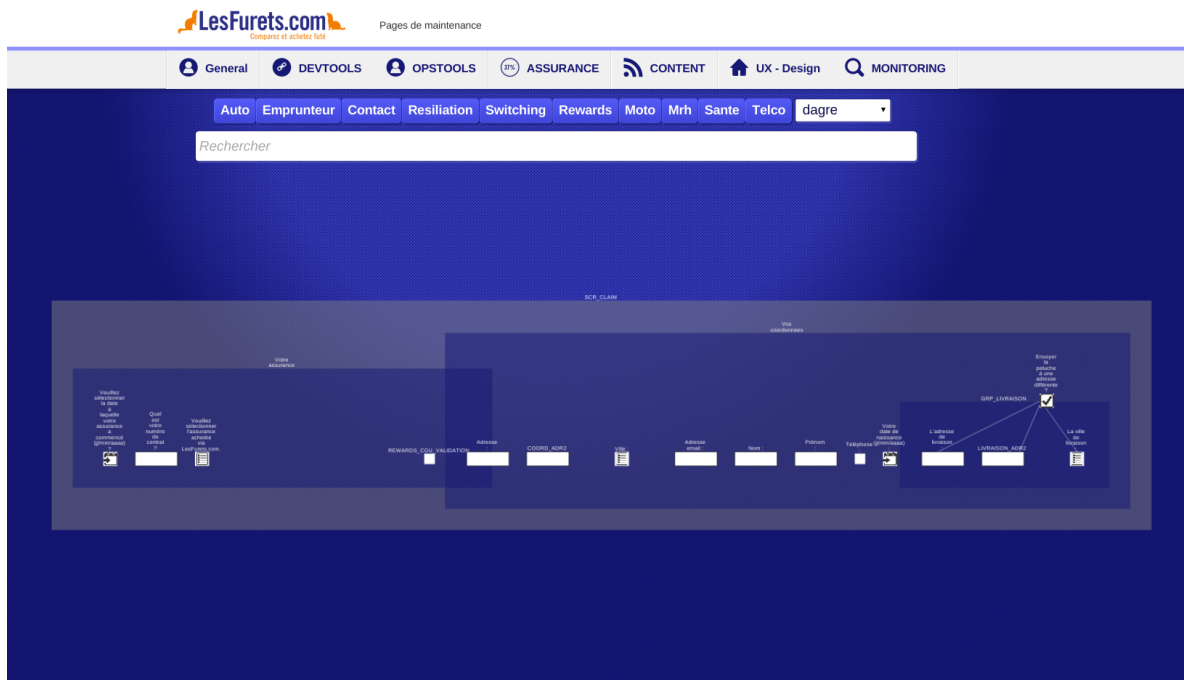 LesFurets.com
Comparez et achetez futé
Pages de maintenance
General
DEVTOOLS
OPSTOOLS
37%
ASSURANCE
CONTENT
UX - Design
MONITORING
Auto
Emprunteur
Contact
Resiliation
Switching
Rewards
Moto
Mrh
Sante
Telco
dagre
Rechercher
SCR_CLAIM
Vos
coordonnées
Votre
assurance
Envoyer
la
peluche
à une
adresse
différente
?
Veuillez
sélectionner
la date
à
laquelle
votre
assurance
a
commencé
(jj/mm/aaaa)
?
Quel
est
votre
numéro
de
contrat
?
Veuillez
sélectionner
l'assurance
achetée
via
LesFurets.com
REWARDS_CGU_VALIDATION
Adresse
COORD_ADR2
Ville
Adresse
email :
Nom :
Prénom
:
Téléphone
Votre
date de
naissance
(jj/mm/aaaa)
GRP_LIVRAISON
L'adresse
de
livraison
LIVRAISON_ADR2
La ville
de
livraison